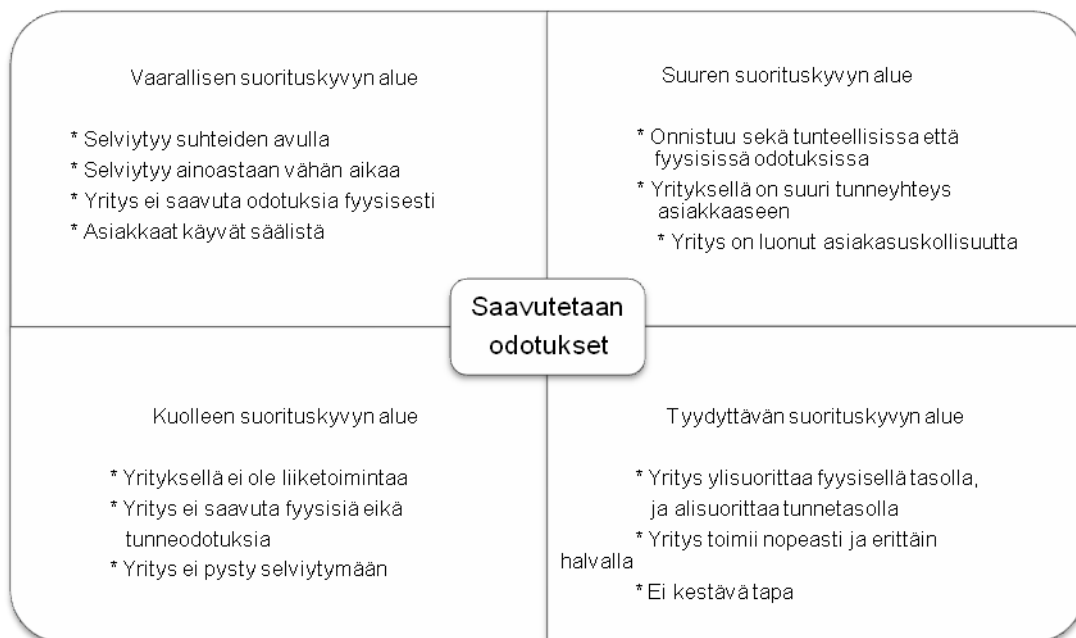 Vaarallisen suorituskyvyn alue
* Selviytyy suhteiden avulla
* Selviytyy ainoastaan vähän aikaa
* Yritys ei saavuta odotuksia fyysisesti
* Asiakkaat käyvät säälistä
Suuren suorituskyvyn alue
* Onnistuu sekä tunteellisissa että
fyysisissä odotuksissa
* Yrityksellä on suuri tunneyhteys
asiakkaaseen
* Yritys on luonut asiakasuskollisuutta
Saavutetaan
odotukset
Kuolleen suorituskyvyn alue
* Yrityksellä ei ole liiketoimintaa
* Yritys ei saavuta fyysisiä eikä
tunneodotuksia
* Yritys ei pysty selviytymään
Tyydyttävän suorituskyvyn alue
* Yritys ylisuorittaa fyysisellä tasolla,
ja alisuorittaa tunnetasolla
* Yritys toimii nopeasti ja erittäin
halvalla
* Ei kestävä tapa